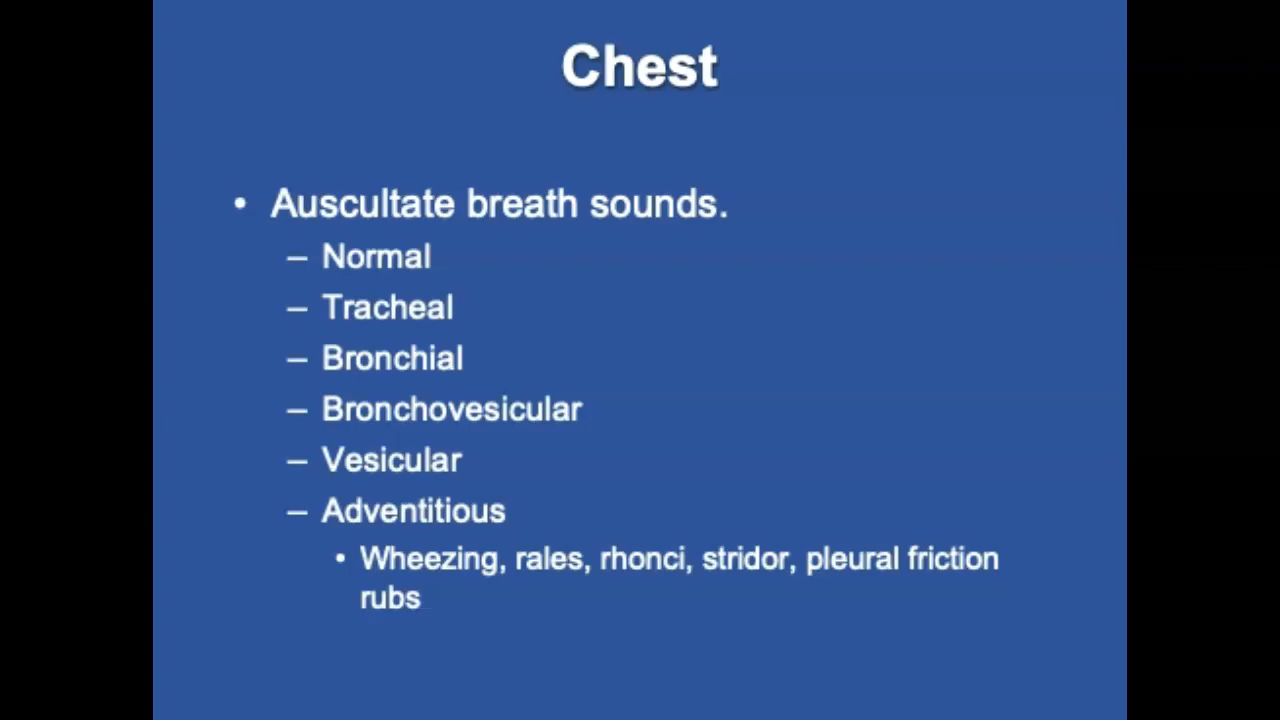 Chest
• Auscultate breath sounds.
– Normal
– Tracheal
– Bronchial
– Bronchovesicular
– Vesicular
– Adventitious
• Wheezing, rales, rhonci, stridor, pleural friction
rubs